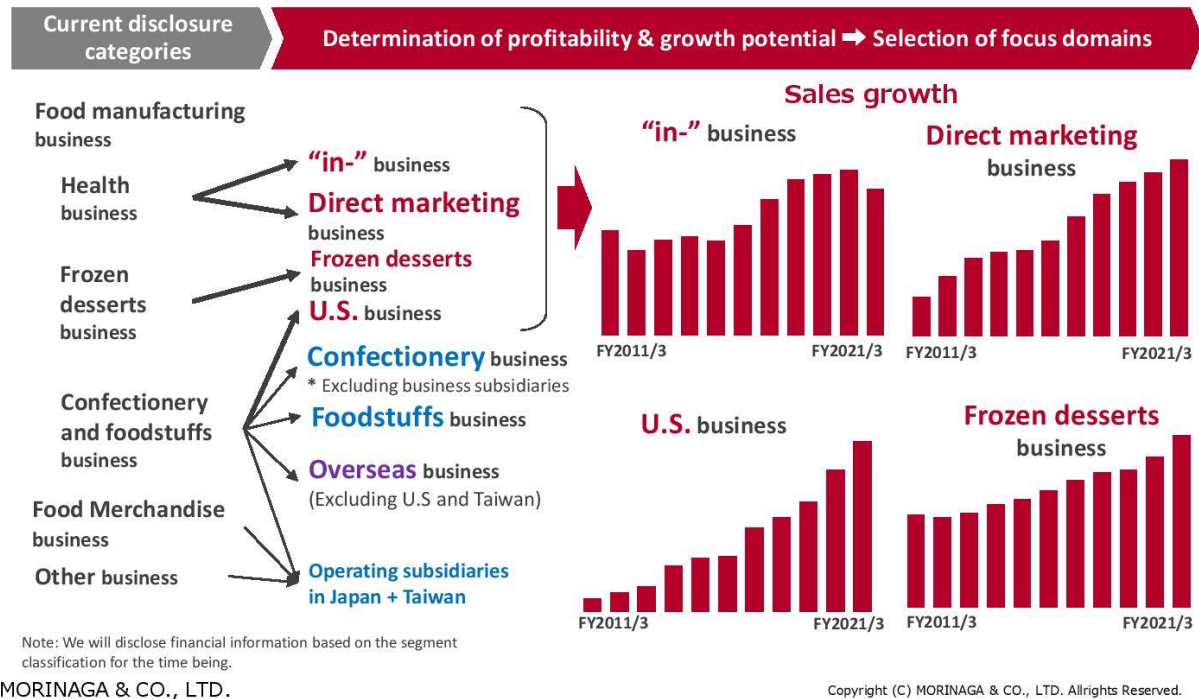 Current disclosure
categories
Determination of profitability & growth potential ➡ Selection of focus domains
Food manufacturing
business
Health
business
Frozen
desserts
business
Confectionery
and foodstuffs
business
Food Merchandise
business
Other business
“in-” business
Direct marketing
business
Frozen desserts
business
U.S. business
Confectionery business
* Excluding business subsidiaries
Foodstuffs business
Overseas business
(Excluding U.S and Taiwan)
Operating subsidiaries
in Japan + Taiwan
Sales growth
“in-” business
FY2011/3
FY2021/3
Direct marketing
business
FY2011/3
FY2021/3
U.S. business
FY2011/3
FY2021/3
Frozen desserts
business
FY2011/3
FY2021/3
Note: We will disclose financial information based on the segment
classification for the time being.
MORINAGA & CO., LTD.
Copyright (C) MORINAGA & CO., LTD. Allrights Reserved.